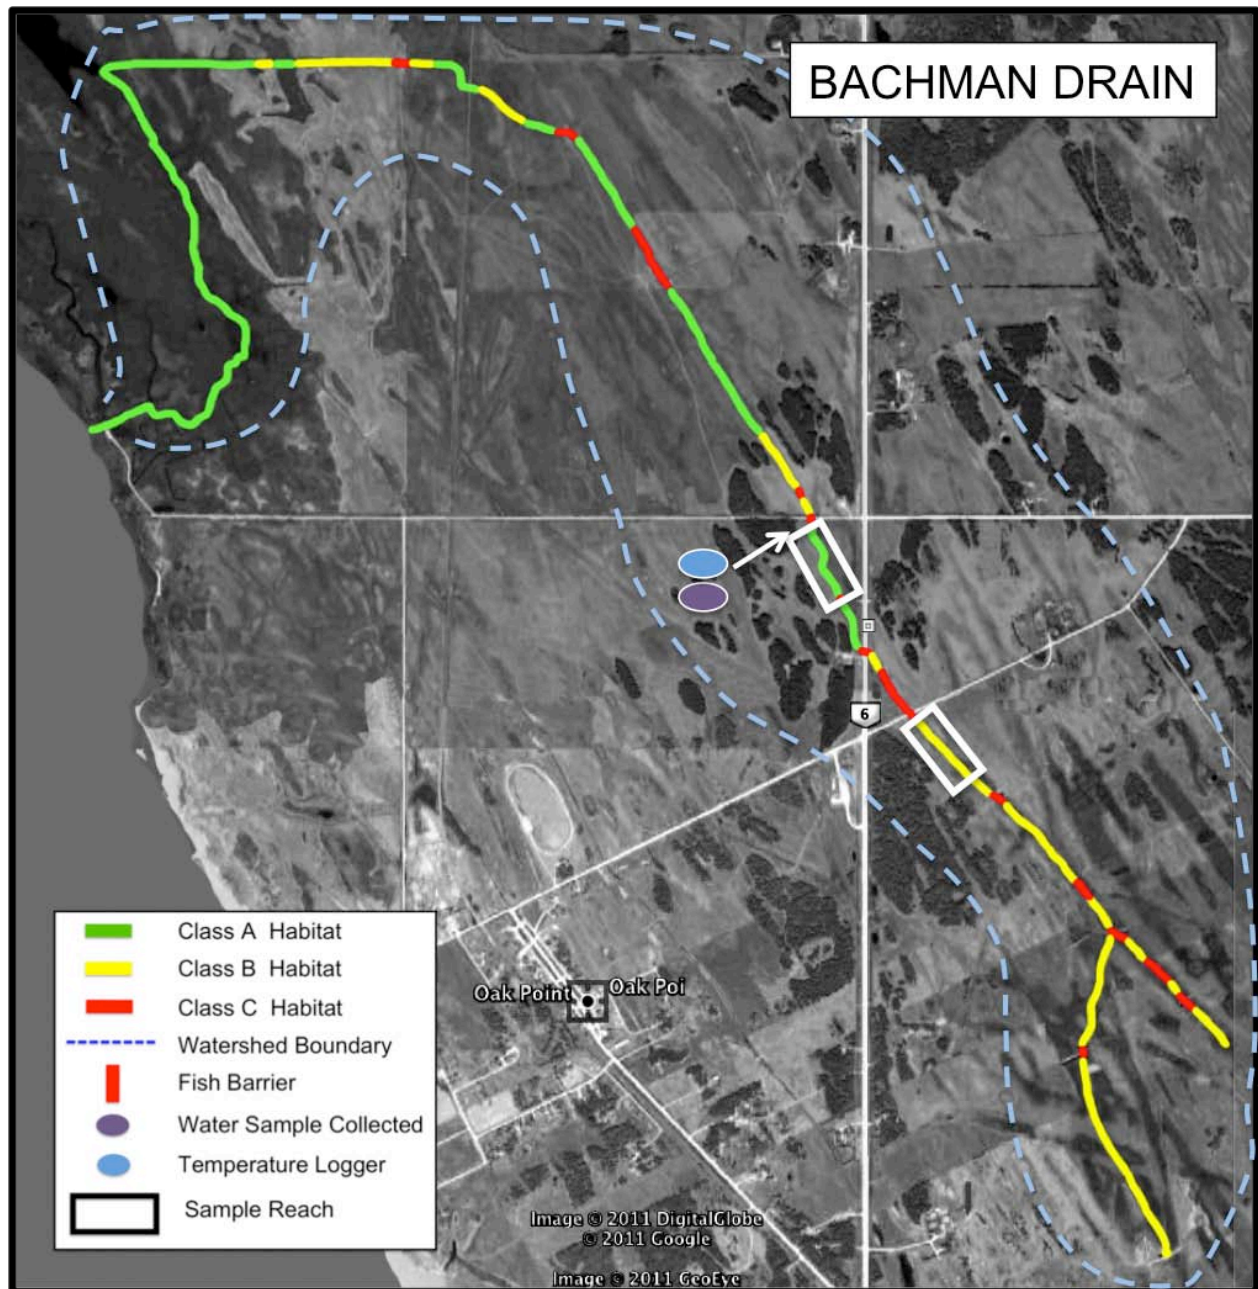 BACHMAN DRAIN
6
Class A Habitat
Class B Habitat
Class C Habitat
Watershed Boundary
Fish Barrier
Water Sample Collected
Temperature Logger
Sample Reach
Oak Point
Oak Poi
Image © 2011 DigitalGlobe
© 2011 Google
Image © 2011 GeoEye